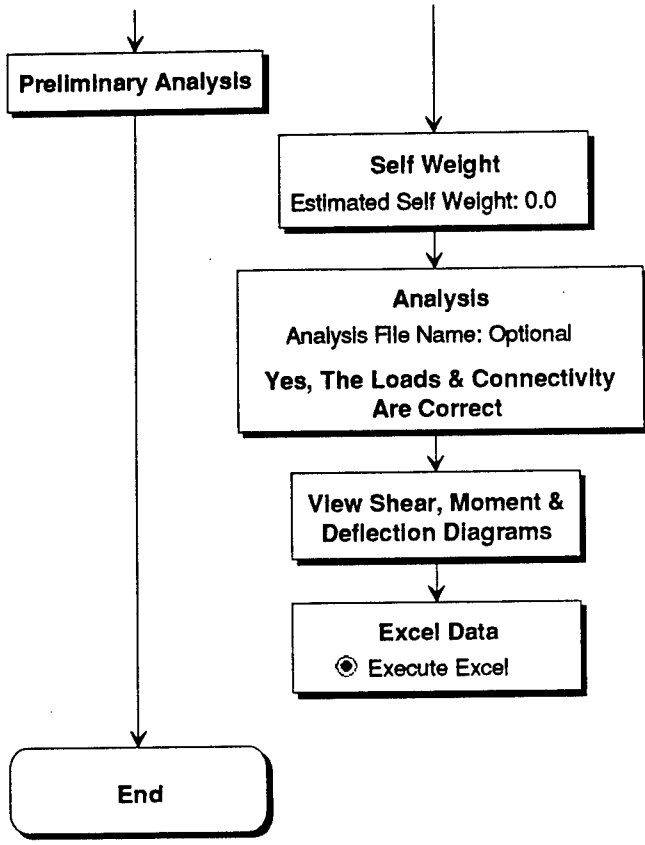 Preliminary Analysis
Self Weight
Estimated Self Weight: 0.0
Analysis
Analysis File Name: Optional
Yes, The Loads & Connectivity
Are Correct
View Shear, Moment &
Deflection Diagrams
Excel Data
Execute Excel
End